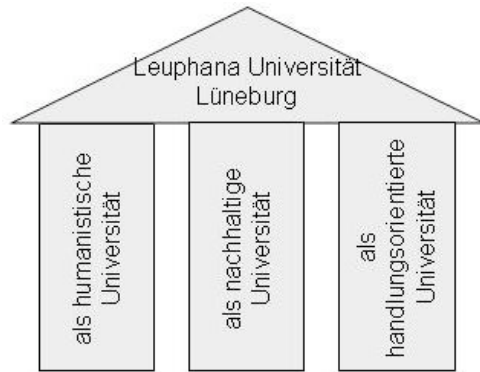 Leuphana Universität
Lüneburg
als humanistische
Universität
als nachhaltige
Universität
als
handlungsorientierte
Universität